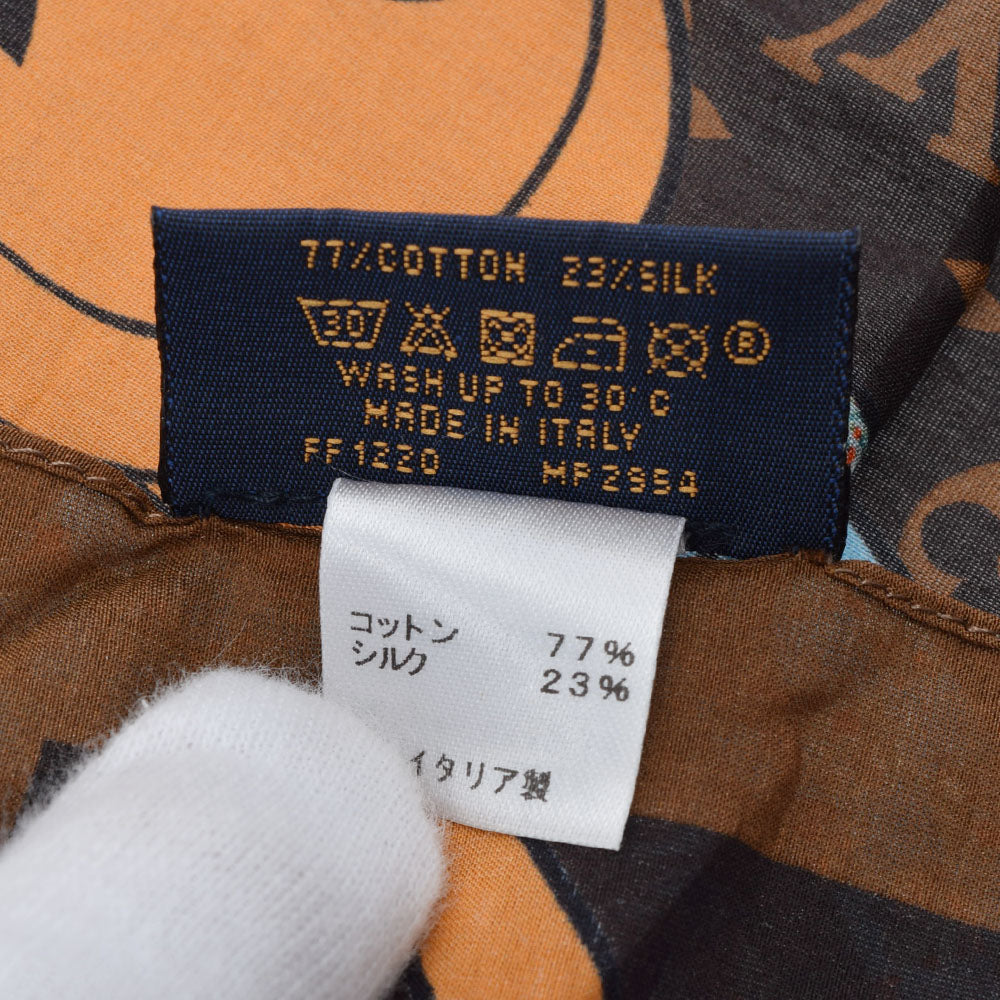 77%COTTON 23%SILK
30° ®
WASH UP TO 30°C
MADE IN ITALY
FF1220 MP2954
コットン 77%
シルク 23%
イタリア製